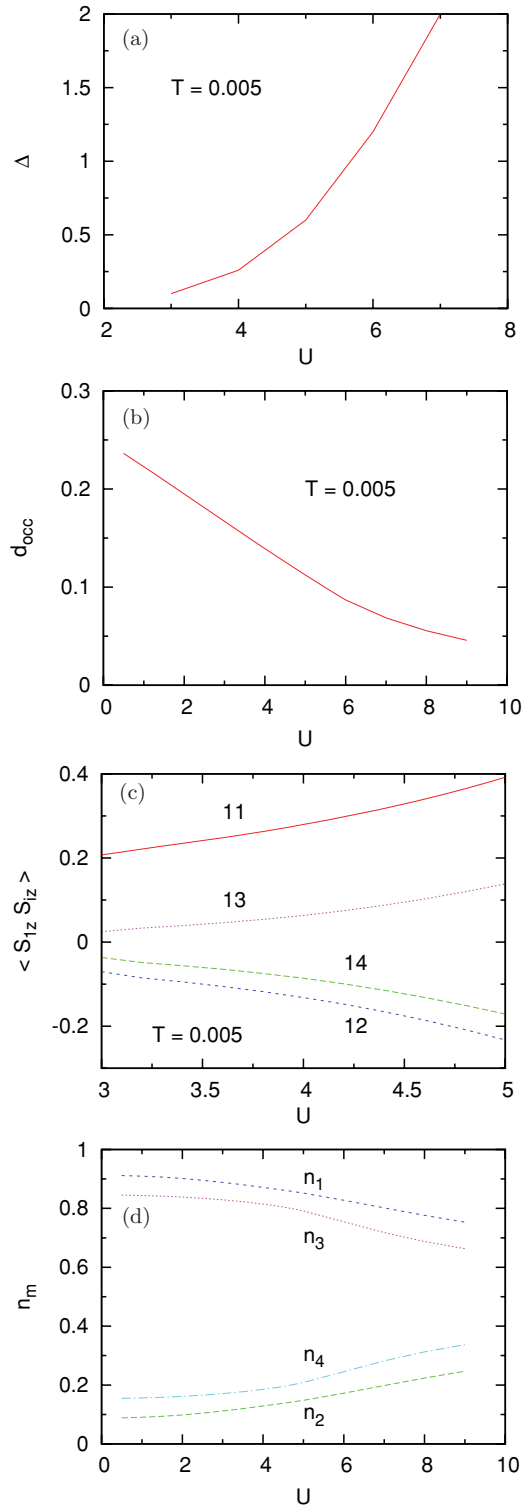 2
(a)
T = 0.005
1.5
Δ
1
0.5
0
2 4 6 8
U
0.3
(b)
0.2
T = 0.005
d_occ
0.1
0
0 2 4 6 8 10
U
0.4
(c)
11
0.2
< S_1z S_iz >
13
0
14
-0.2
T = 0.005
12
3 3.5 4 4.5 5
U
1
n_1
0.8
(d)
n_3
0.6
n_m
0.4
n_4
0.2
n_2
0
0 2 4 6 8 10
U